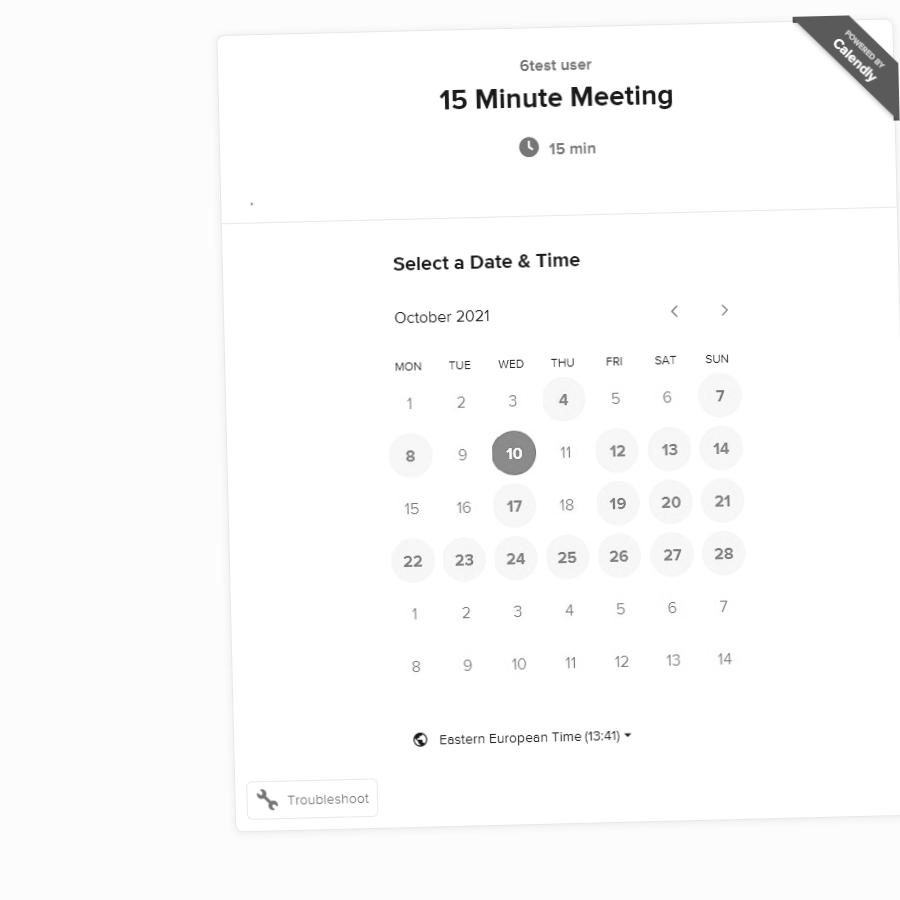 POWERED BY
Calendly
6test user
15 Minute Meeting
15 min
.
Select a Date & Time
October 2021
MON TUE WED THU FRI SAT SUN
1 2 3 4 5 6 7
8 9 10 11 12 13 14
15 16 17 18 19 20 21
22 23 24 25 26 27 28
1 2 3 4 5 6 7
8 9 10 11 12 13 14
Eastern European Time (13:41)
Troubleshoot